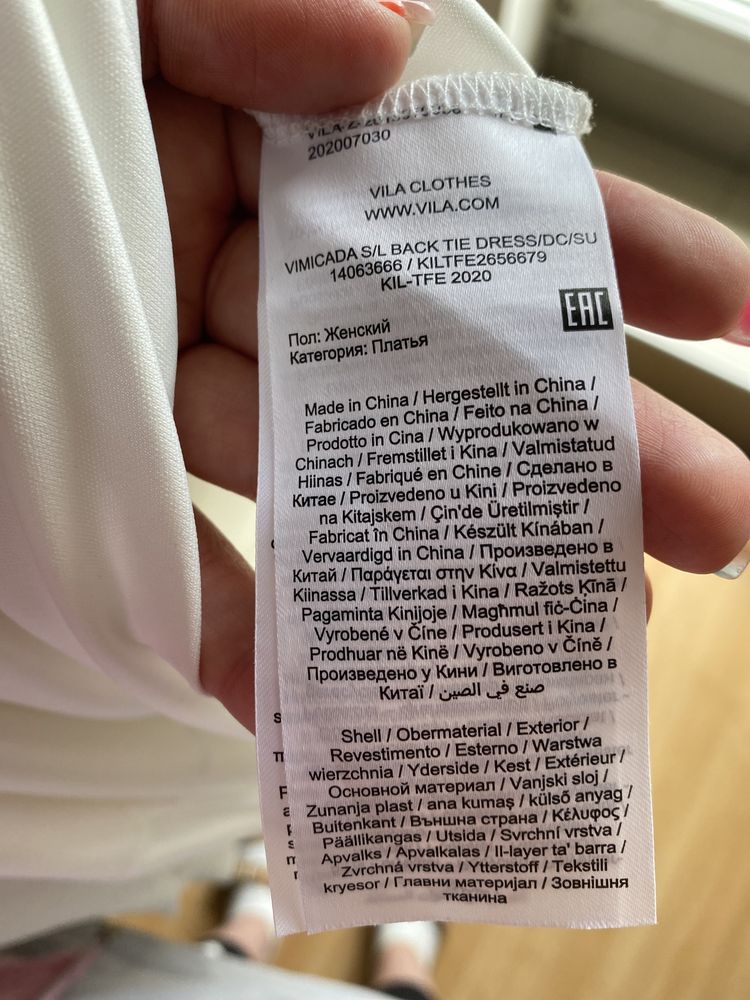 202007030
VILA CLOTHES
WWW.VILA.COM
VIMICADA S/L BACK TIE DRESS/DC/SU
14063666 / KILTFE2656679
KIL-TFE 2020
EAC
Пол: Женский
Категория: Платья
Made in China / Hergestellt in China /
Fabricado en China / Feito na China /
Prodotto in Cina / Wyprodukowano w
Chinach / Fremstillet i Kina / Valmistatud
Hiinas / Fabriqué en Chine / Сделано в
Китае / Proizvedeno u Kini / Proizvedeno
na Kitajskem / Çin'de Üretilmiştir /
Fabricat în China / Készült Kínában /
Vervaardigd in China / Произведено в
Китай / Παράγεται στην Κίνα / Valmistettu
Kiinassa / Tillverkad i Kina / Ražots Ķīnā /
Pagaminta Kinijoje / Magħmul fiċ-Ċina /
Vyrobené v Číne / Produsert i Kina /
Prodhuar në Kinë / Vyrobeno v Číně /
Произведено у Кини / Виготовлено в
Китаї / صنع في الصين
Shell / Obermaterial / Exterior /
Revestimento / Esterno / Warstwa
wierzchnia / Yderside / Kest / Extérieur /
Основной материал / Vanjski sloj /
Zunanja plast / ana kumaş / külső anyag /
Buitenkant / Външна страна / Κέλυφος /
Päällikangas / Utsida / Svrchní vrstva /
Apvalks / Apvalkalas / Il-layer ta' barra /
Zvrchná vrstva / Ytterstoff / Tekstili
kryesor / Главни материјал / Зовнішня
тканина